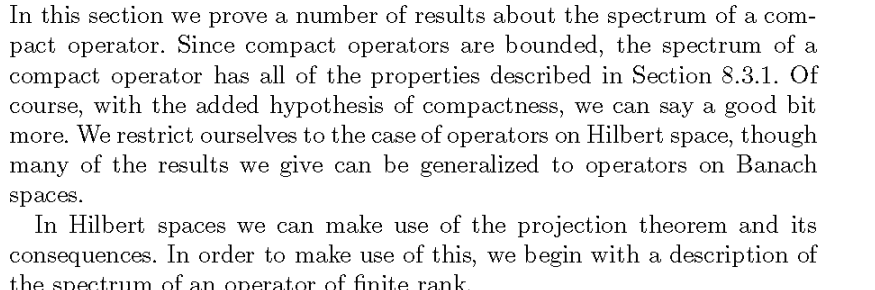 In this section we prove a number of results about the spectrum of a com-
pact operator. Since compact operators are bounded, the spectrum of a
compact operator has all of the properties described in Section 8.3.1. Of
course, with the added hypothesis of compactness, we can say a good bit
more. We restrict ourselves to the case of operators on Hilbert space, though
many of the results we give can be generalized to operators on Banach
spaces.
In Hilbert spaces we can make use of the projection theorem and its
consequences. In order to make use of this, we begin with a description of
the spectrum of an operator of finite rank.